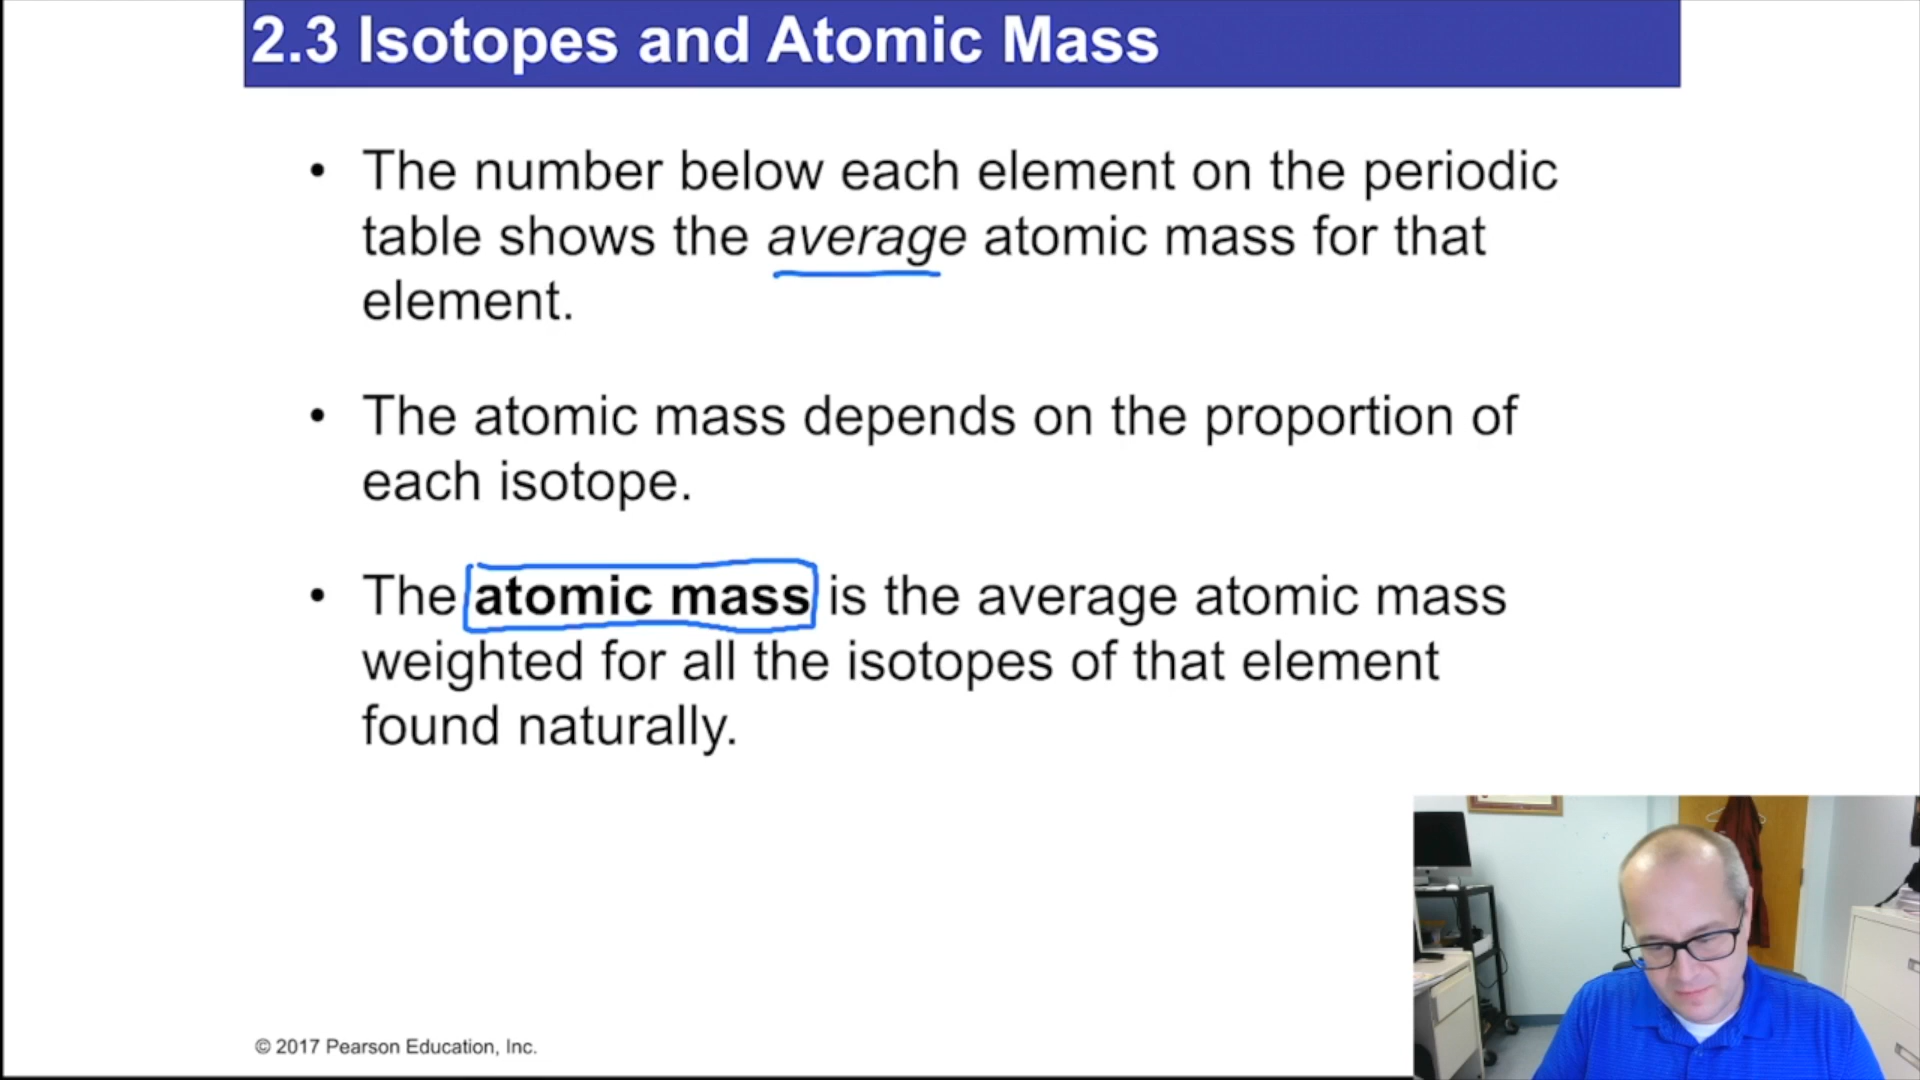 2.3 Isotopes and Atomic Mass
• The number below each element on the periodic
table shows the average atomic mass for that
element.
• The atomic mass depends on the proportion of
each isotope.
• The atomic mass is the average atomic mass
weighted for all the isotopes of that element
found naturally.
© 2017 Pearson Education, Inc.